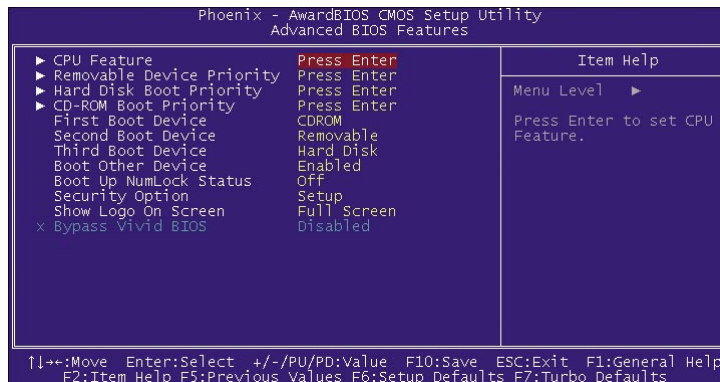 Phoenix - AwardBIOS CMOS Setup Utility
Advanced BIOS Features
► CPU Feature Press Enter
► Removable Device Priority Press Enter
► Hard Disk Boot Priority Press Enter
► CD-ROM Boot Priority Press Enter
First Boot Device CDROM
Second Boot Device Removable
Third Boot Device Hard Disk
Boot Other Device Enabled
Boot Up NumLock Status Off
Security Option Setup
Show Logo On Screen Full Screen
x Bypass Vivid BIOS Disabled
Item Help
Menu Level ►
Press Enter to set CPU
Feature.
↑↓→←:Move Enter:Select +/-/PU/PD:Value F10:Save ESC:Exit F1:General Help
F2:Item Help F5:Previous Values F6:Setup Defaults F7:Turbo Defaults